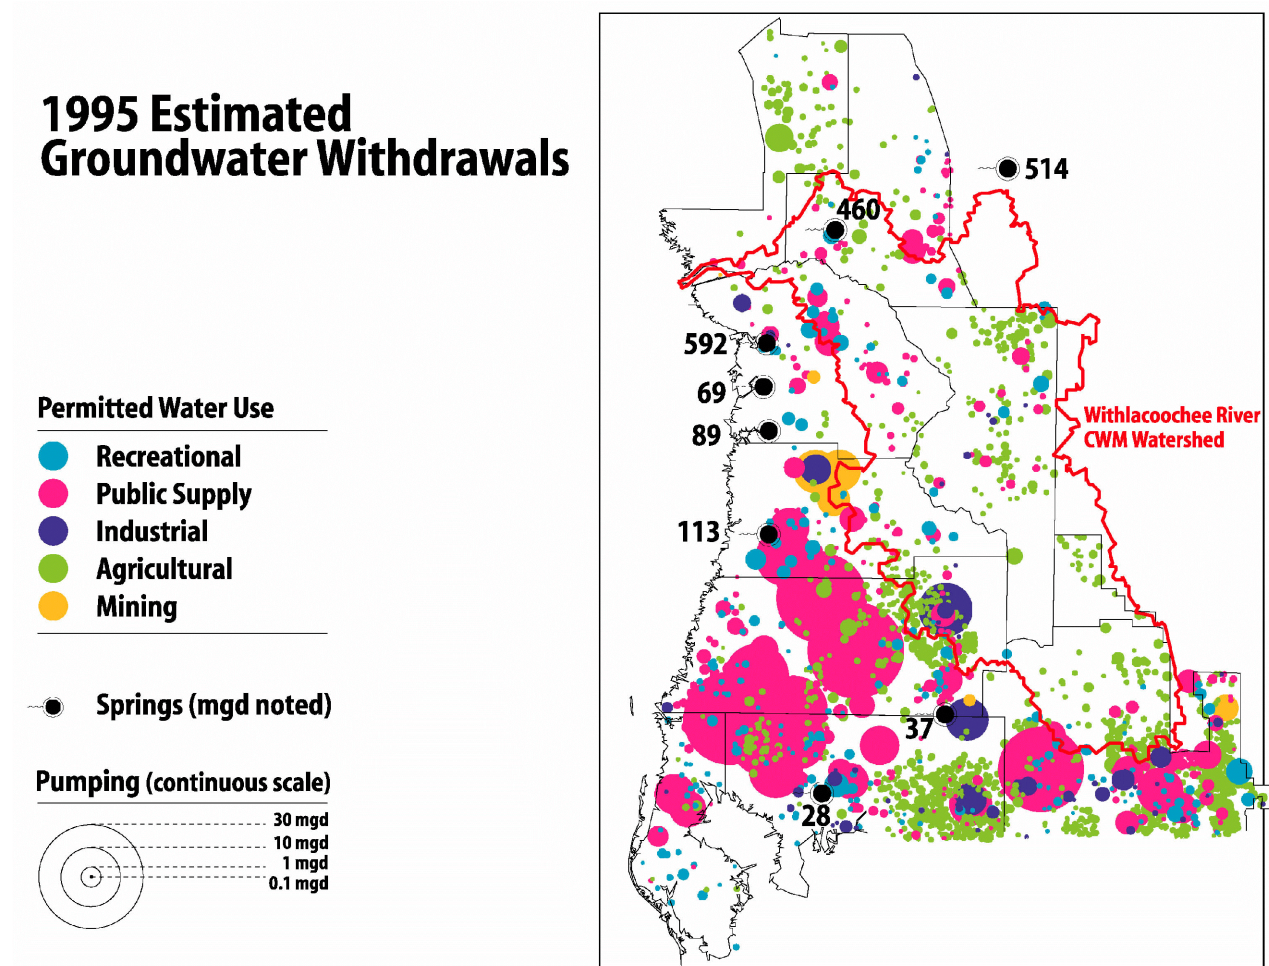 1995 Estimated
Groundwater Withdrawals
Permitted Water Use
Recreational
Public Supply
Industrial
Agricultural
Mining
Springs (mgd noted)
Pumping (continuous scale)
30 mgd
10 mgd
1 mgd
0.1 mgd
514
460
592
69
89
Withlacoochee River
CWM Watershed
113
37
28